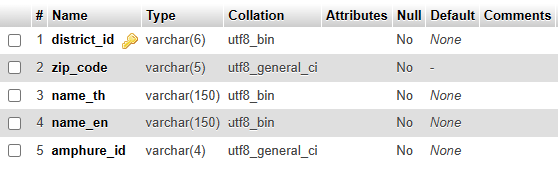 # Name Type Collation Attributes Null Default Comments
1 district_id varchar(6) utf8_bin No None
2 zip_code varchar(5) utf8_general_ci No -
3 name_th varchar(150) utf8_bin No None
4 name_en varchar(150) utf8_bin No None
5 amphure_id varchar(4) utf8_general_ci No None